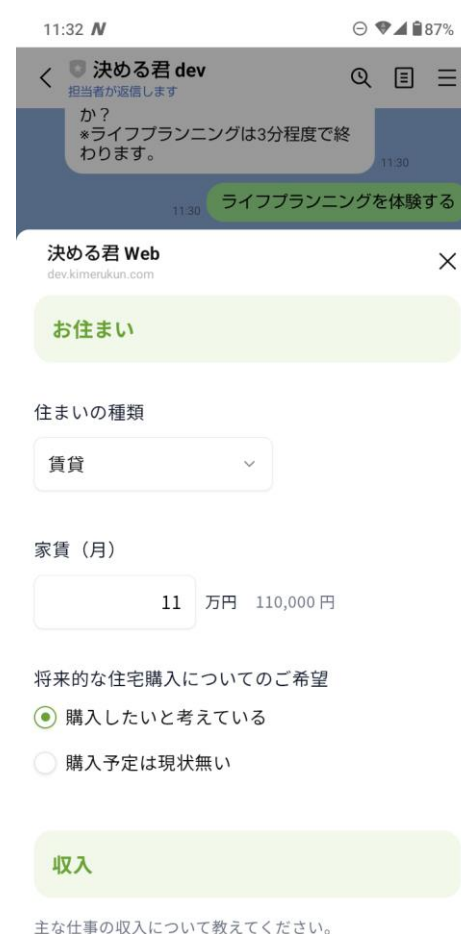 11:32 N 87%
決める君 dev
担当者が返信します
か？
*ライフプランニングは3分程度で終
わります。
11:30
11:30 ライフプランニングを体験する
決める君 Web
dev.kimerukun.com
お住まい
住まいの種類
賃貸
家賃（月）
11 万円 110,000 円
将来的な住宅購入についてのご希望
購入したいと考えている
購入予定は現状無い
収入
主な仕事の収入について教えてください。